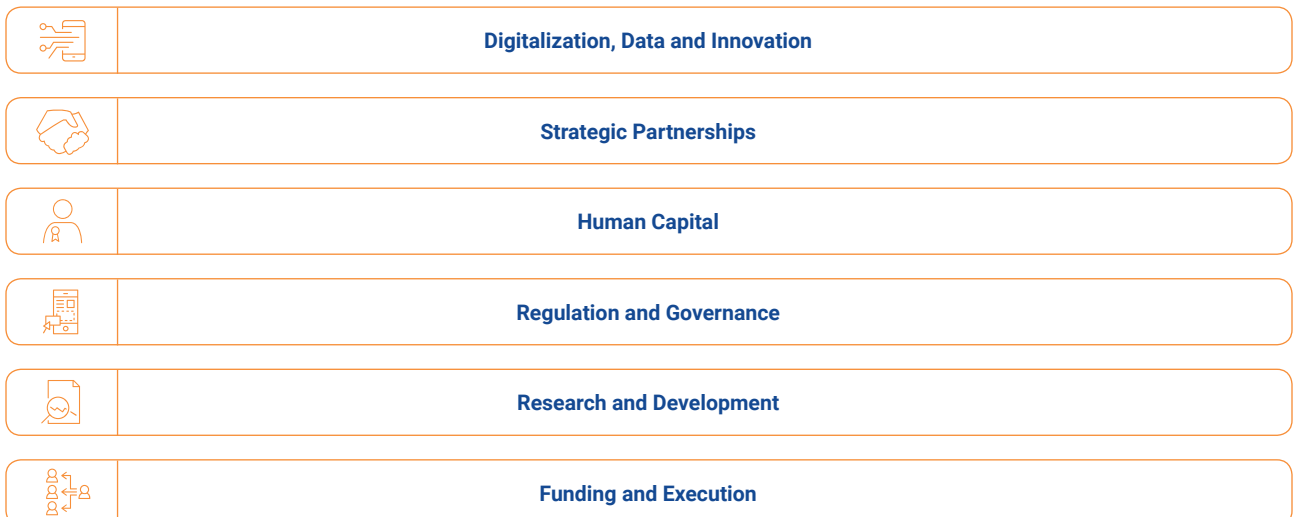 Digitalization, Data and Innovation
Strategic Partnerships
Human Capital
Regulation and Governance
Research and Development
Funding and Execution